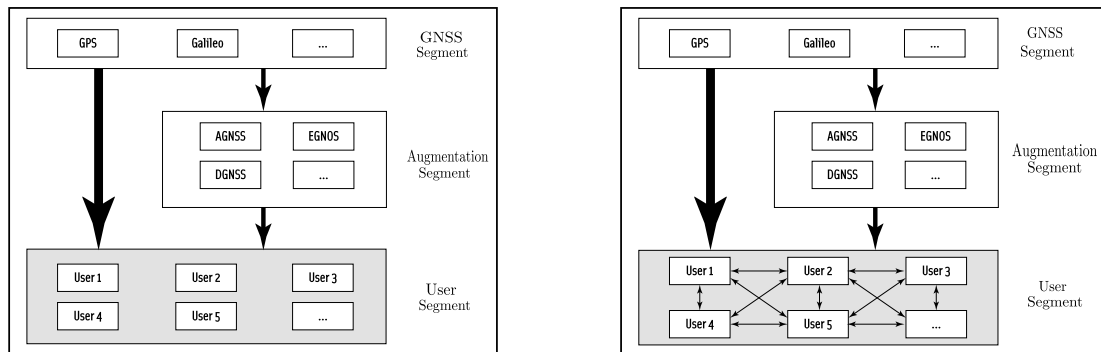 GPS Galileo ...
GNSS
Segment
AGNSS EGNOS
DGNSS ...
Augmentation
Segment
User 1 User 2 User 3
User 4 User 5 ...
User
Segment
GPS Galileo ...
GNSS
Segment
AGNSS EGNOS
DGNSS ...
Augmentation
Segment
User 1 User 2 User 3
User 4 User 5 ...
User
Segment